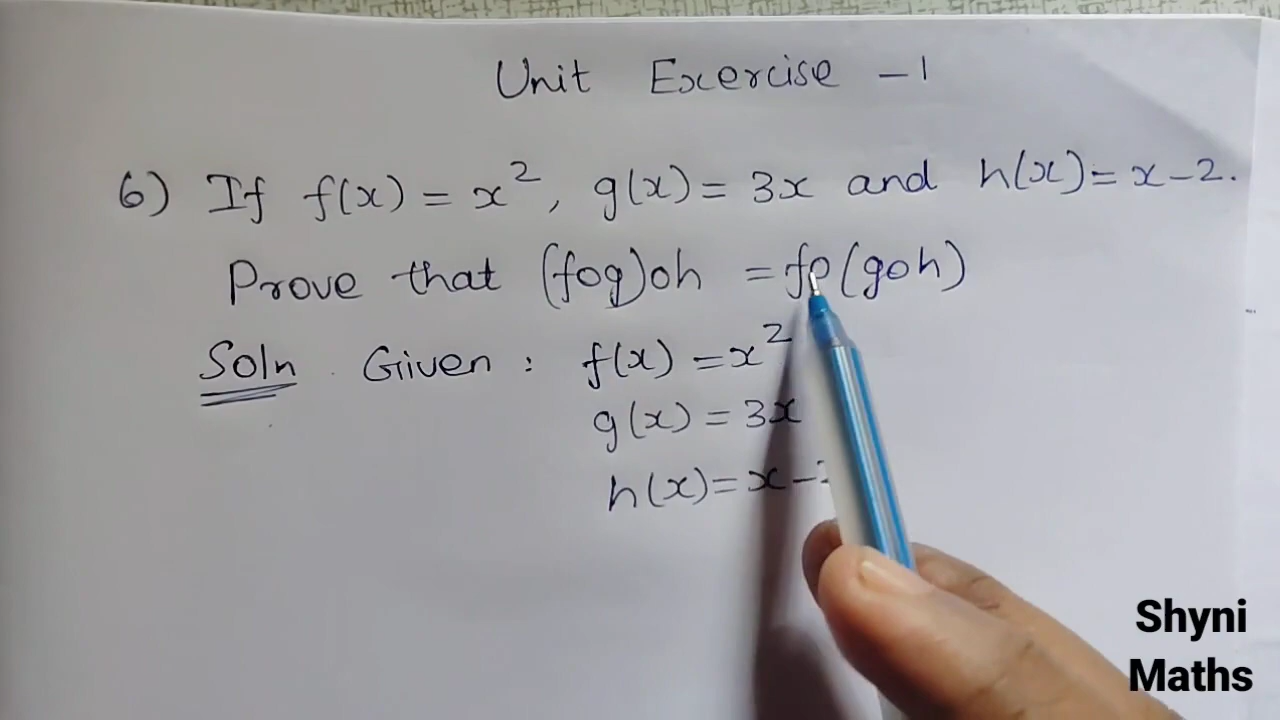 Unit Exercise - 1
6) If f(x) = x², g(x) = 3x and h(x) = x - 2.
Prove that (fog)oh = fo(goh)
Soln Given : f(x) = x²
g(x) = 3x
h(x) = x -
Shyni
Maths